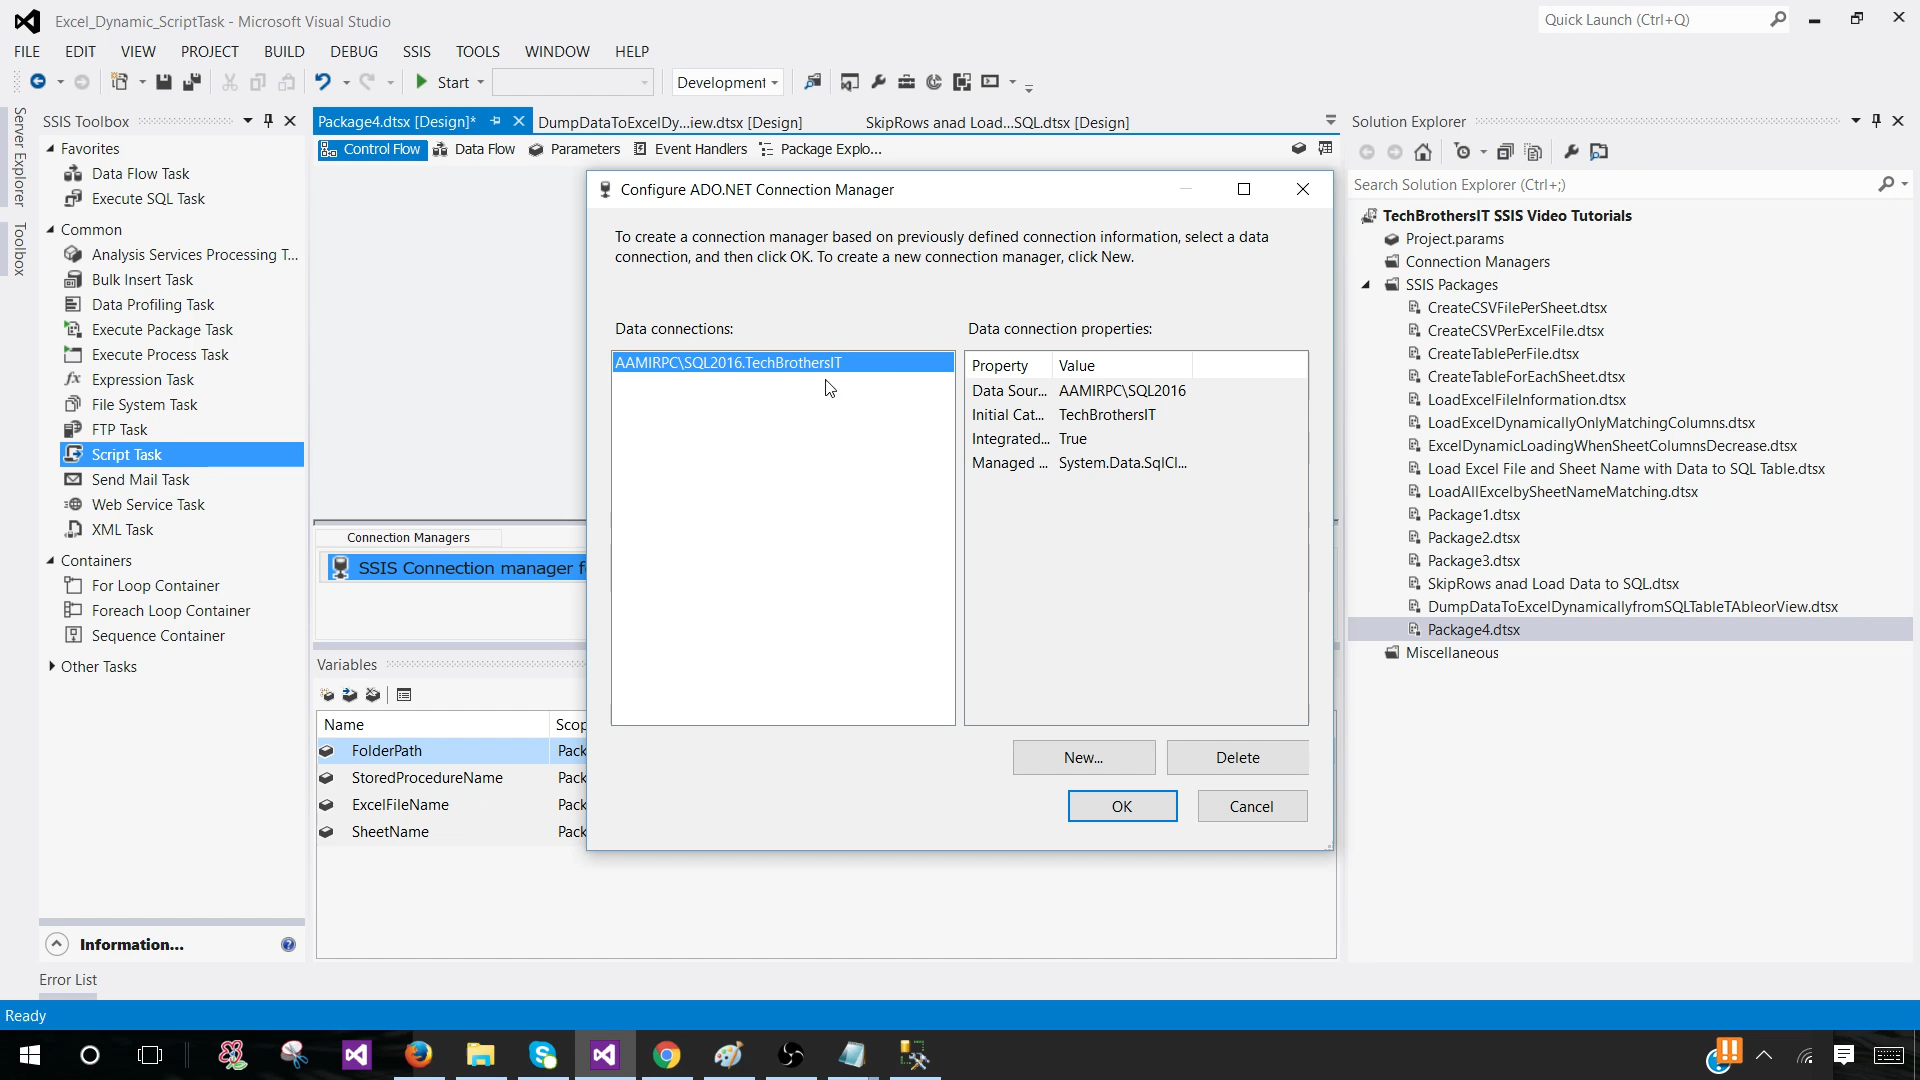 Excel_Dynamic_ScriptTask - Microsoft Visual Studio
Quick Launch (Ctrl+Q)
FILE EDIT VIEW PROJECT BUILD DEBUG SSIS TOOLS WINDOW HELP
Start Development
Server Explorer
Toolbox
SSIS Toolbox
Favorites
Data Flow Task
Execute SQL Task
Common
Analysis Services Processing T...
Bulk Insert Task
Data Profiling Task
Execute Package Task
Execute Process Task
Expression Task
File System Task
FTP Task
Script Task
Send Mail Task
Web Service Task
XML Task
Containers
For Loop Container
Foreach Loop Container
Sequence Container
Other Tasks
Information...
Error List
Package4.dtsx [Design]* DumpDataToExcelDy...iew.dtsx [Design] SkipRows anad Load...SQL.dtsx [Design]
Control Flow Data Flow Parameters Event Handlers Package Explo...
Connection Managers
SSIS Connection manager f
Variables
Name Scop
FolderPath Pack
StoredProcedureName Pack
ExcelFileName Pack
SheetName Pack
Configure ADO.NET Connection Manager
To create a connection manager based on previously defined connection information, select a data
connection, and then click OK. To create a new connection manager, click New.
Data connections:
AAMIRPC\SQL2016.TechBrothersIT
Data connection properties:
Property Value
Data Sour... AAMIRPC\SQL2016
Initial Cat... TechBrothersIT
Integrated... True
Managed ... System.Data.SqlCl...
New... Delete
OK Cancel
Solution Explorer
Search Solution Explorer (Ctrl+;)
TechBrothersIT SSIS Video Tutorials
Project.params
Connection Managers
SSIS Packages
CreateCSVFilePerSheet.dtsx
CreateCSVPerExcelFile.dtsx
CreateTablePerFile.dtsx
CreateTableForEachSheet.dtsx
LoadExcelFileInformation.dtsx
LoadExcelDynamicallyOnlyMatchingColumns.dtsx
ExcelDynamicLoadingWhenSheetColumnsDecrease.dtsx
Load Excel File and Sheet Name with Data to SQL Table.dtsx
LoadAllExcelbySheetNameMatching.dtsx
Package1.dtsx
Package2.dtsx
Package3.dtsx
SkipRows anad Load Data to SQL.dtsx
DumpDataToExcelDynamicallyfromSQLTableTAbleorView.dtsx
Package4.dtsx
Miscellaneous
Ready